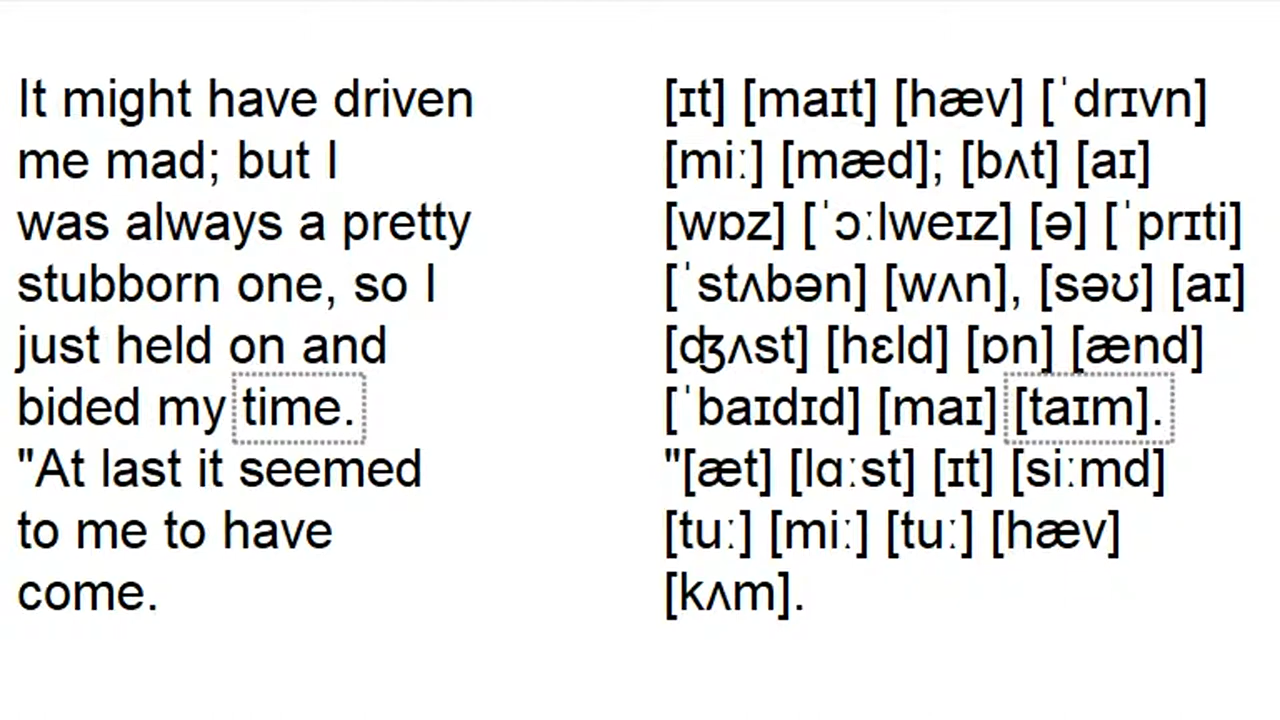 It might have driven
me mad; but I
was always a pretty
stubborn one, so I
just held on and
bided my time.
"At last it seemed
to me to have
come.
[ɪt] [maɪt] [hæv] [ˈdrɪvn]
[miː] [mæd]; [bʌt] [aɪ]
[wɒz] [ˈɔːlweɪz] [ə] [ˈprɪti]
[ˈstʌbən] [wʌn], [səʊ] [aɪ]
[ʤʌst] [hɛld] [ɒn] [ænd]
[ˈbaɪdɪd] [maɪ] [taɪm].
"[æt] [lɑːst] [ɪt] [siːmd]
[tuː] [miː] [tuː] [hæv]
[kʌm].